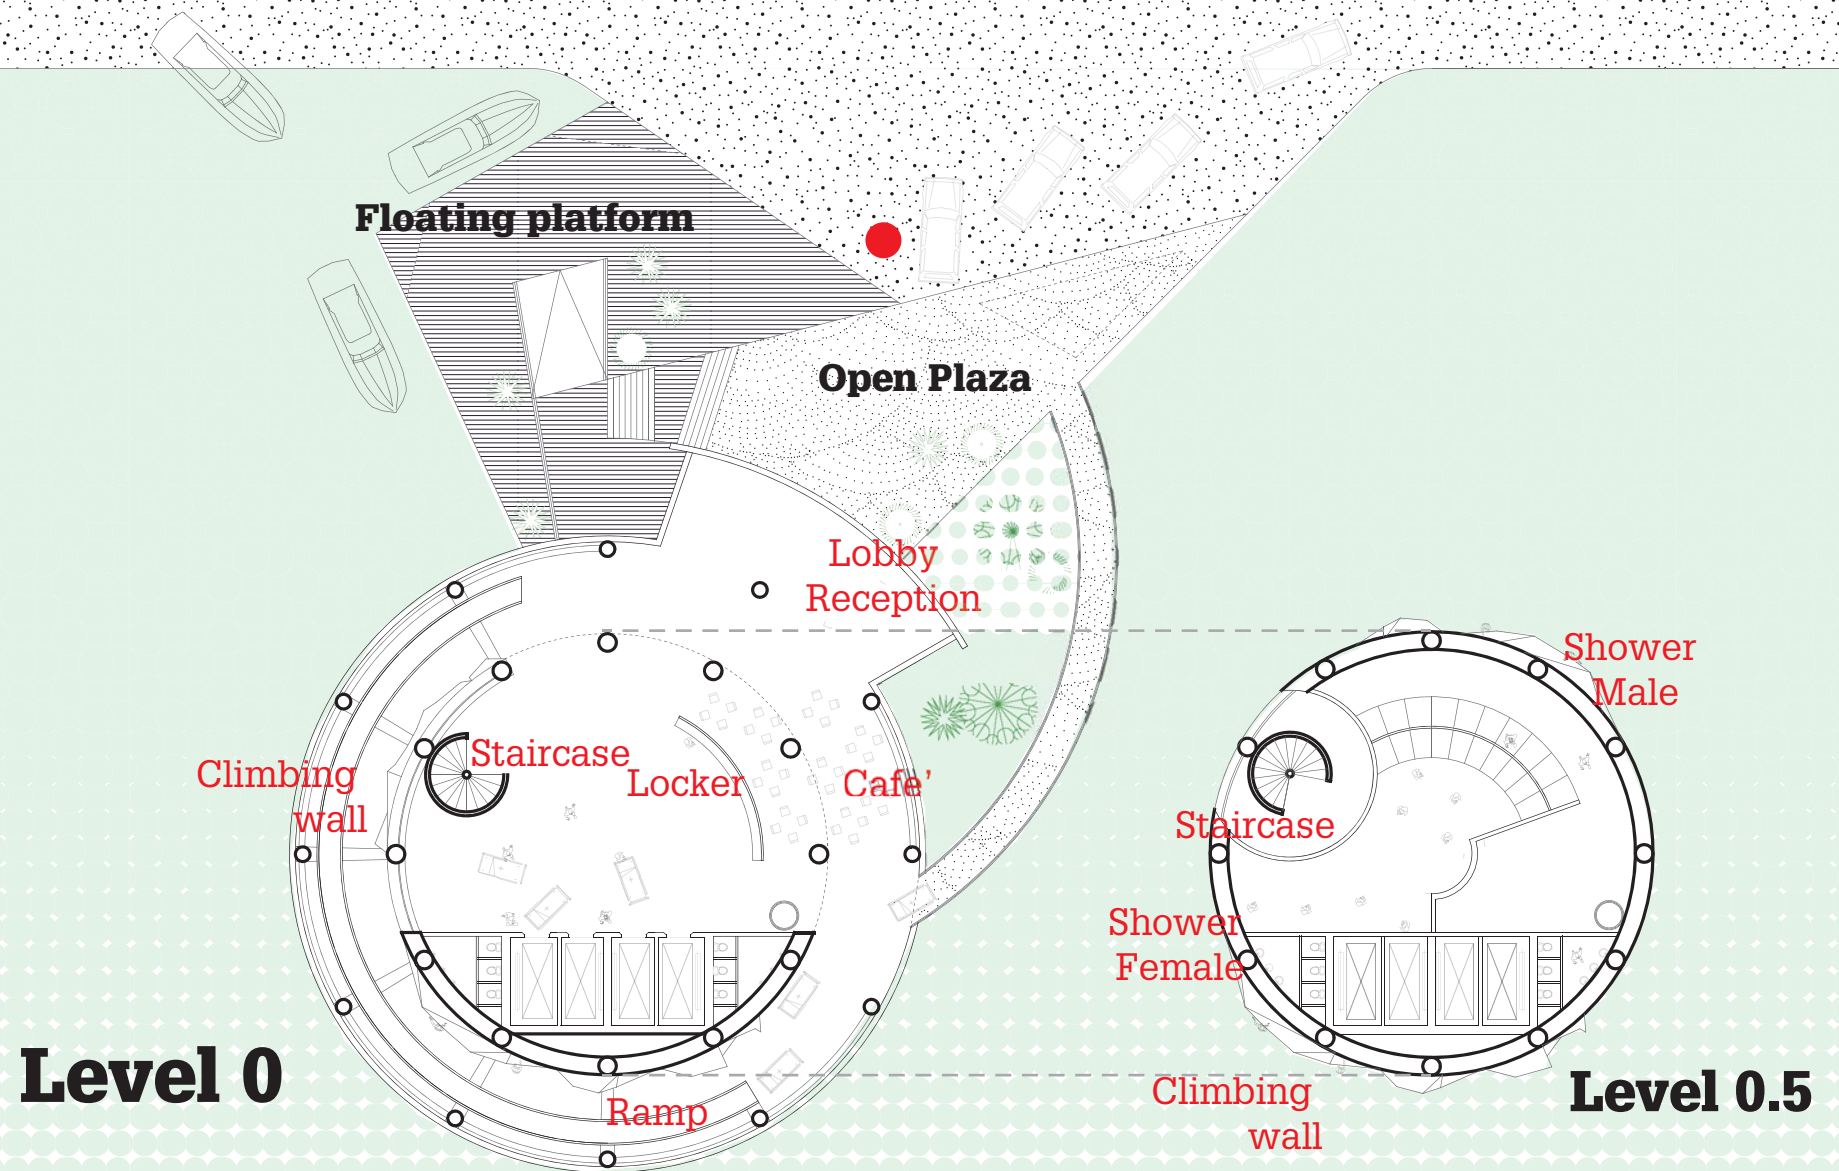 Floating platform
Open Plaza
Lobby
Reception
Shower
Male
Staircase
Climbing
wall
Locker
Cafe'
Staircase
Shower
Female
Level 0
Ramp
Climbing
wall
Level 0.5